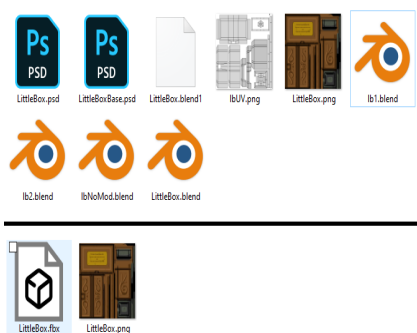 Ps Ps
PSD PSD
LittleBox.psd LittleBoxBase.psd LittleBox.blend1 lbUV.png LittleBox.png lb1.blend
lb2.blend lbNoMod.blend LittleBox.blend
LittleBox.fbx LittleBox.png